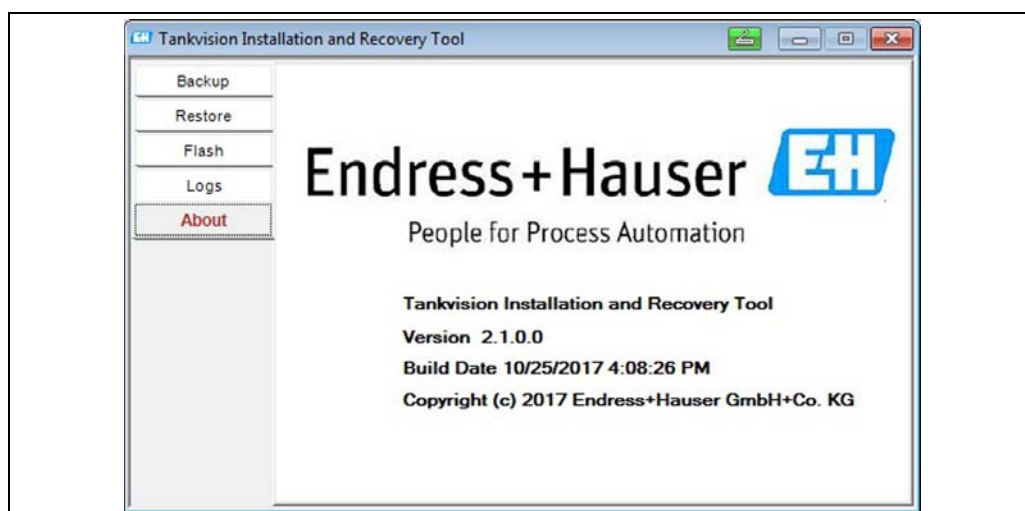 Tankvision Installation and Recovery Tool
Backup
Restore
Flash
Logs
About
Endress+Hauser EH
People for Process Automation
Tankvision Installation and Recovery Tool
Version 2.1.0.0
Build Date 10/25/2017 4:08:26 PM
Copyright (c) 2017 Endress+Hauser GmbH+Co. KG